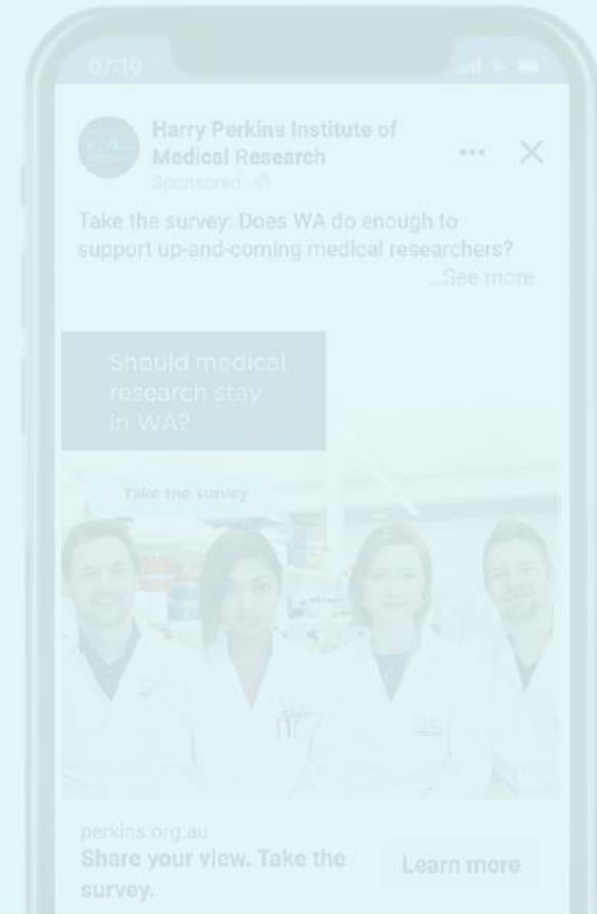 07:10
Harry Perkins Institute of
Medical Research
Sponsored
Take the survey: Does WA do enough to
support up-and-coming medical researchers?
...See more
Should medical
research stay
in WA?
Take the survey
perkins.org.au
Share your view. Take the
survey.
Learn more